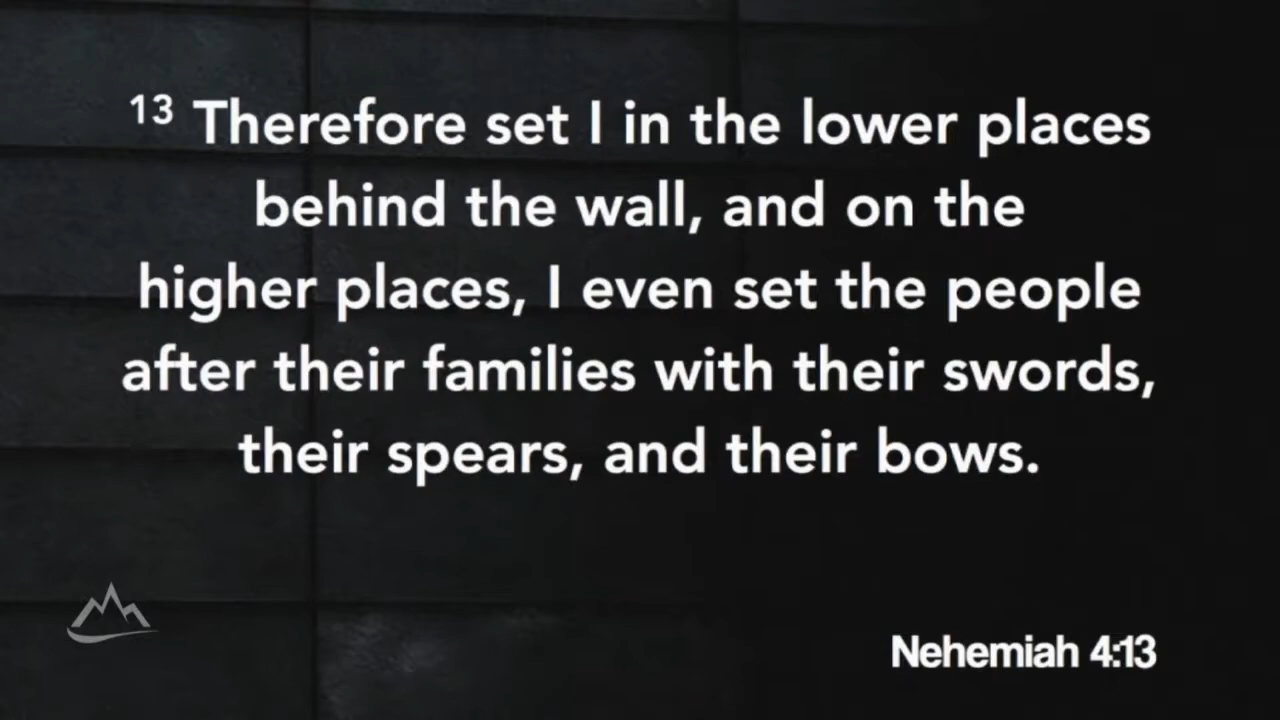 13 Therefore set I in the lower places
behind the wall, and on the
higher places, I even set the people
after their families with their swords,
their spears, and their bows.
Nehemiah 4:13